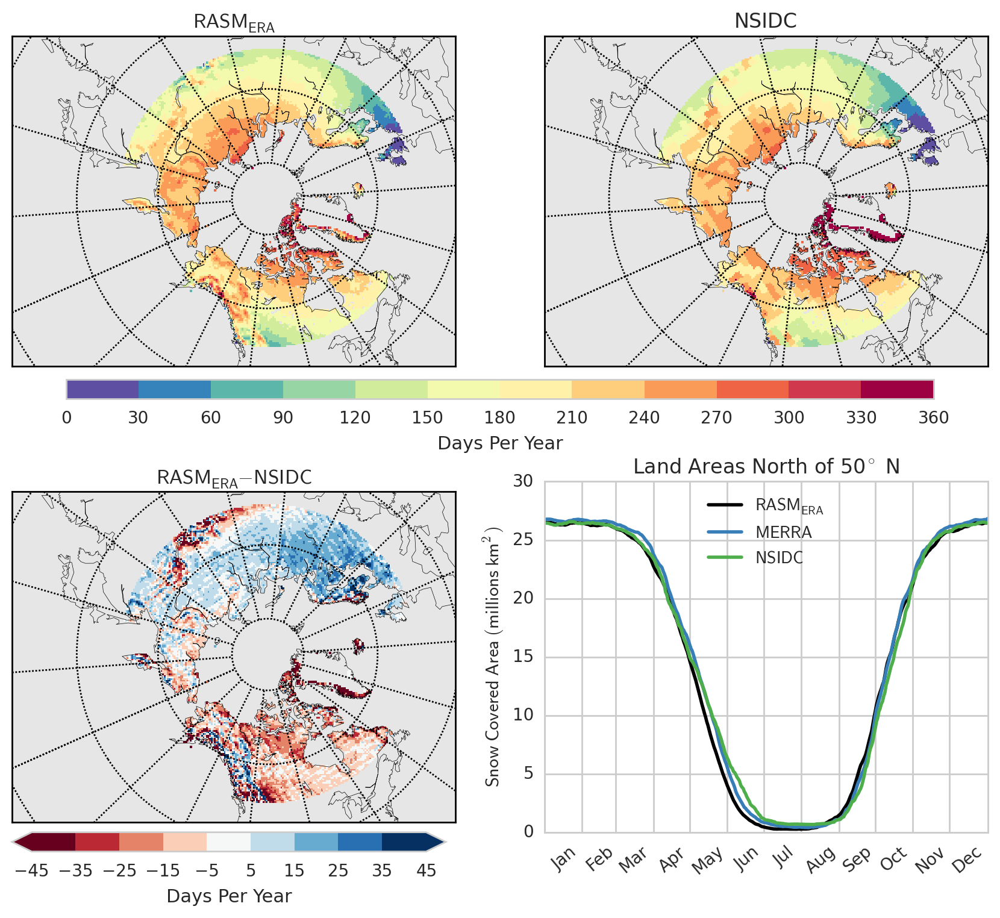 RASM_ERA
NSIDC
0 30 60 90 120 150 180 210 240 270 300 330 360
Days Per Year
RASM_ERA−NSIDC
−45 −35 −25 −15 −5 5 15 25 35 45
Days Per Year
Land Areas North of 50° N
Snow Covered Area (millions km²)
30
25
20
15
10
5
0
RASM_ERA
MERRA
NSIDC
Jan Feb Mar Apr May Jun Jul Aug Sep Oct Nov Dec